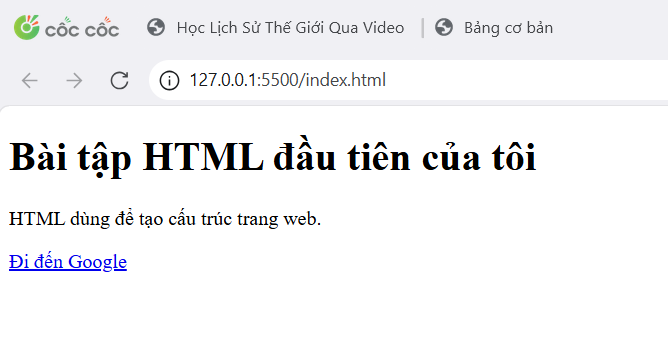 cốc cốc Học Lịch Sử Thế Giới Qua Video | Bảng cơ bản
127.0.0.1:5500/index.html
Bài tập HTML đầu tiên của tôi
HTML dùng để tạo cấu trúc trang web.
Đi đến Google